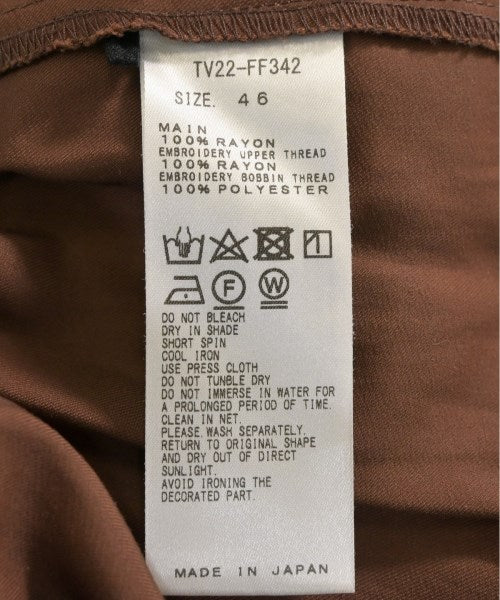 TV22-FF342
SIZE. 46
MAIN
100% RAYON
EMBROIDERY UPPER THREAD
100% RAYON
EMBROIDERY BOBBIN THREAD
100% POLYESTER
F W
DO NOT BLEACH
DRY IN SHADE
SHORT SPIN
COOL IRON
USE PRESS CLOTH
DO NOT TUNBLE DRY
DO NOT IMMERSE IN WATER FOR
A PROLONGED PERIOD OF TIME.
CLEAN IN NET.
PLEASE.WASH SEPARATELY.
RETURN TO ORIGINAL SHAPE
AND DRY OUT OF DIRECT
SUNLIGHT.
AVOID IRONING THE
DECORATED PART.
MADE IN JAPAN